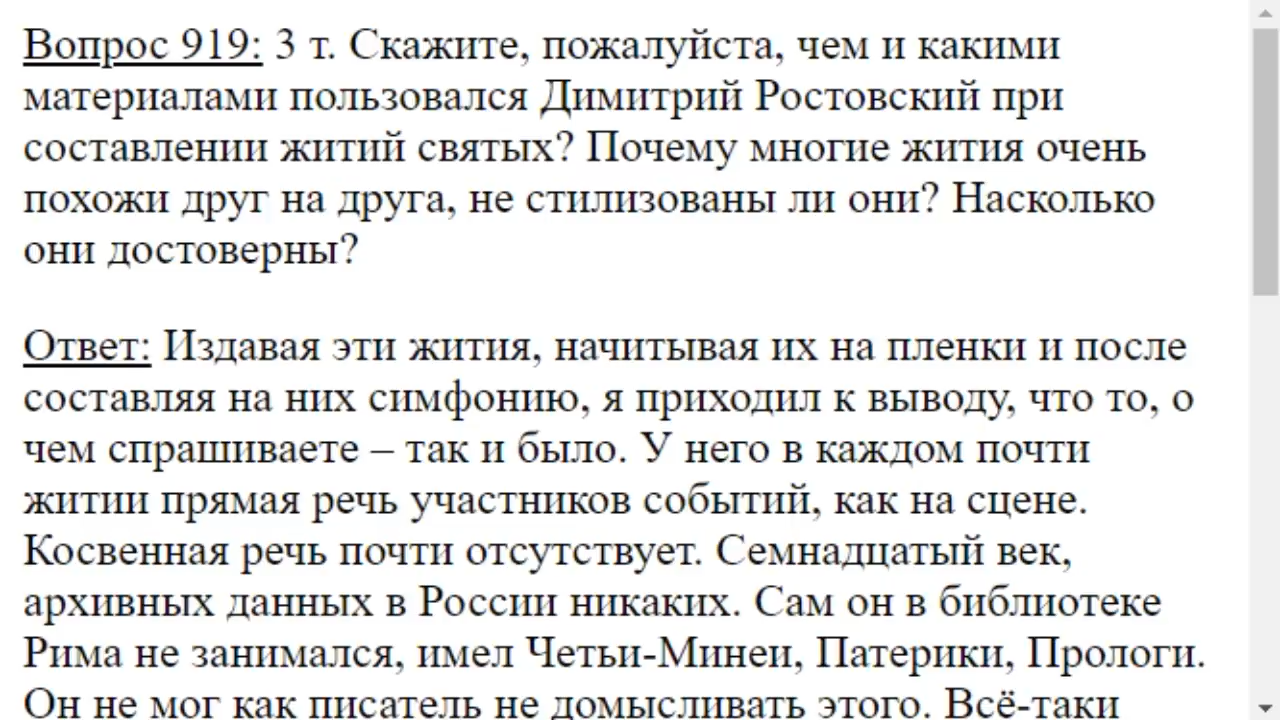 Вопрос 919: 3 т. Скажите, пожалуйста, чем и какими
материалами пользовался Димитрий Ростовский при
составлении житий святых? Почему многие жития очень
похожи друг на друга, не стилизованы ли они? Насколько
они достоверны?
Ответ: Издавая эти жития, начитывая их на пленки и после
составляя на них симфонию, я приходил к выводу, что то, о
чем спрашиваете – так и было. У него в каждом почти
житии прямая речь участников событий, как на сцене.
Косвенная речь почти отсутствует. Семнадцатый век,
архивных данных в России никаких. Сам он в библиотеке
Рима не занимался, имел Четьи-Минеи, Патерики, Прологи.
Он не мог как писатель не домысливать этого. Всё-таки